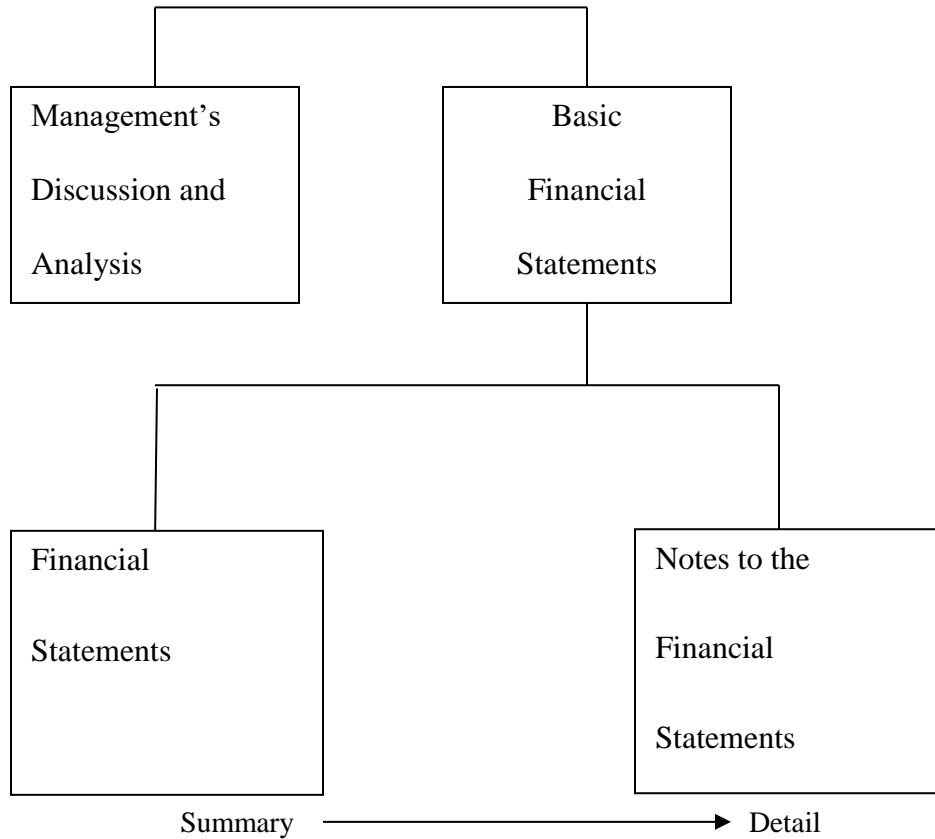 Management’s
Discussion and
Analysis
Basic
Financial
Statements
Financial
Statements
Notes to the
Financial
Statements
Summary
Detail